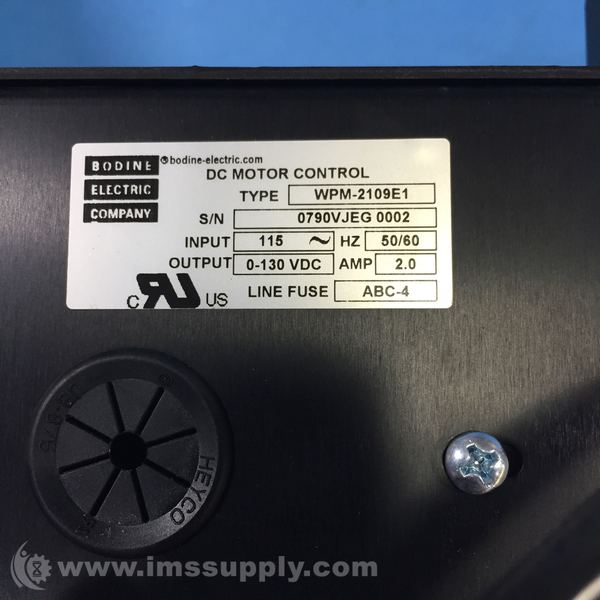 BODINE
ELECTRIC
COMPANY
bodine-electric.com
DC MOTOR CONTROL
TYPE WPM-2109E1
S/N 0790VJEG 0002
INPUT 115 ~ HZ 50/60
OUTPUT 0-130 VDC AMP 2.0
LINE FUSE ABC-4
C RU US
HEYCO
www.imssupply.com